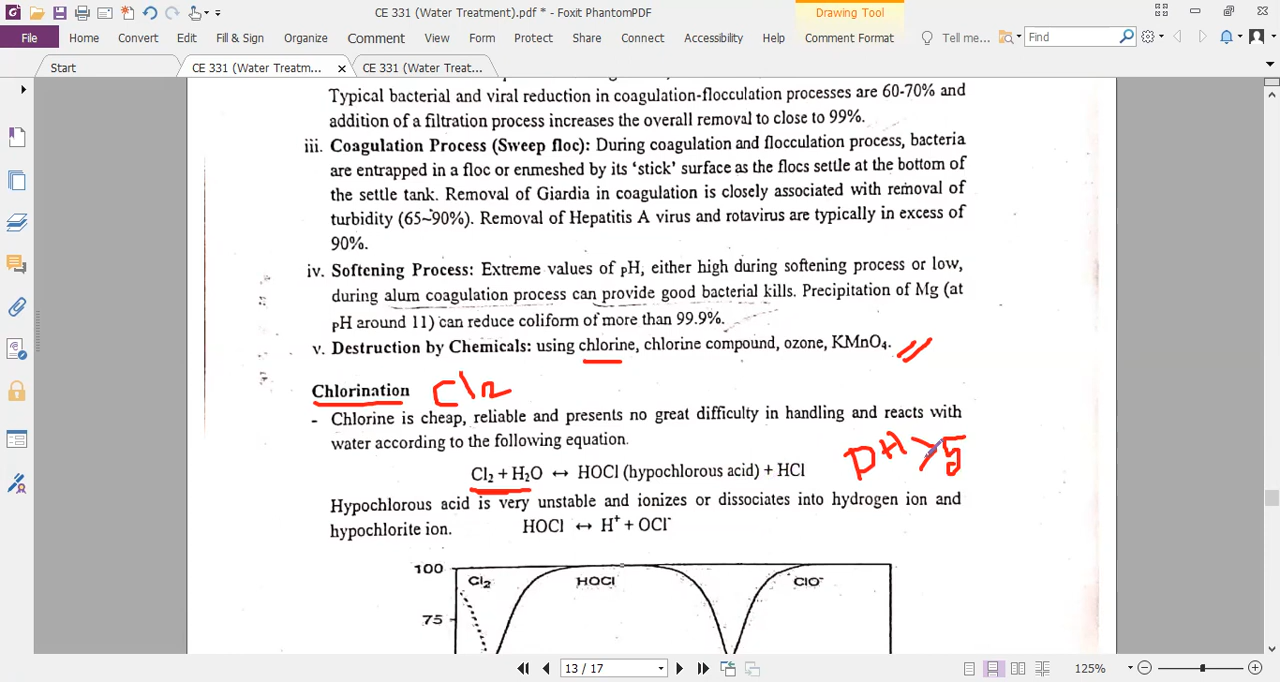 CE 331 (Water Treatment).pdf * - Foxit PhantomPDF
Drawing Tool
File Home Convert Edit Fill & Sign Organize Comment View Form Protect Share Connect Accessibility Help Comment Format Tell me... Find
Start CE 331 (Water Treatm... CE 331 (Water Treat...
Typical bacterial and viral reduction in coagulation-flocculation processes are 60-70% and
addition of a filtration process increases the overall removal to close to 99%.
iii. Coagulation Process (Sweep floc): During coagulation and flocculation process, bacteria
are entrapped in a floc or enmeshed by its 'stick' surface as the flocs settle at the bottom of
the settle tank. Removal of Giardia in coagulation is closely associated with removal of
turbidity (65~90%). Removal of Hepatitis A virus and rotavirus are typically in excess of
90%.
iv. Softening Process: Extreme values of pH, either high during softening process or low,
during alum coagulation process can provide good bacterial kills. Precipitation of Mg (at
pH around 11) can reduce coliform of more than 99.9%.
v. Destruction by Chemicals: using chlorine, chlorine compound, ozone, KMnO₄.
Chlorination Cl2
- Chlorine is cheap, reliable and presents no great difficulty in handling and reacts with
water according to the following equation.
PH > 5
Cl₂ + H₂O ↔ HOCl (hypochlorous acid) + HCl
Hypochlorous acid is very unstable and ionizes or dissociates into hydrogen ion and
hypochlorite ion. HOCl ↔ H⁺ + OCl⁻
100 Cl₂ HOCl ClO⁻
75
13 / 17 125%